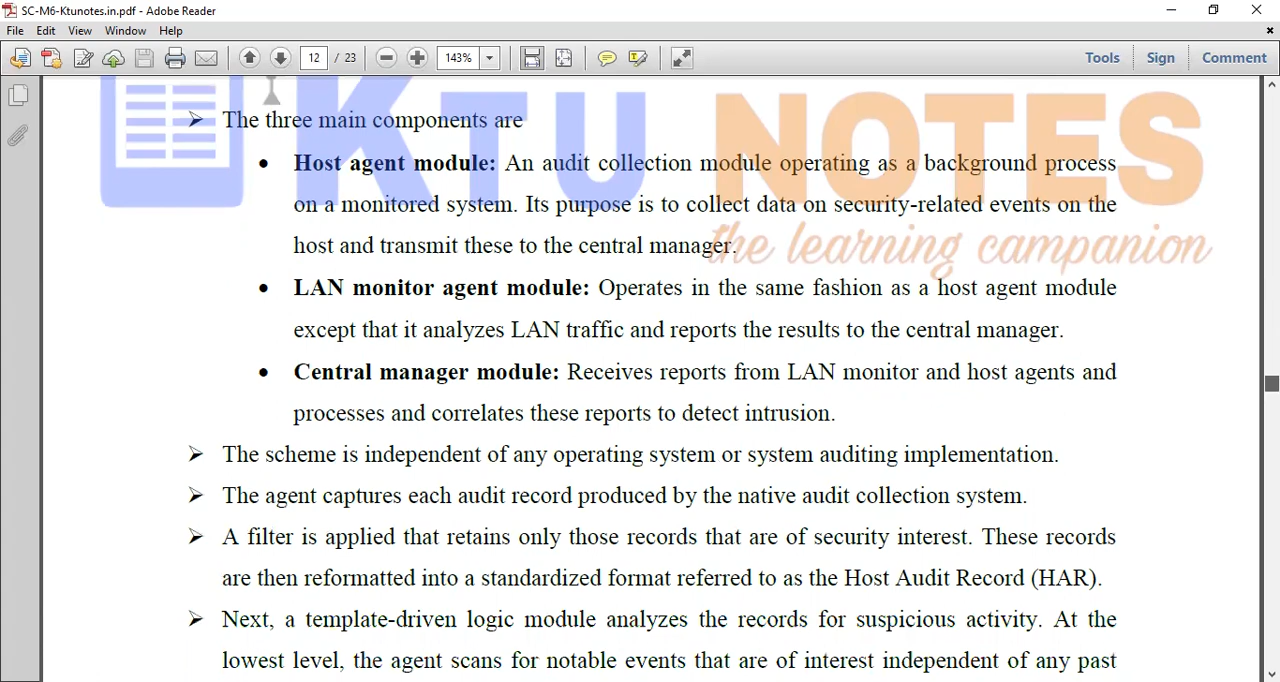 SC-M6-Ktunotes.in.pdf - Adobe Reader
File Edit View Window Help
12 / 23 143% Tools Sign Comment
KTU NOTES
the learning campanion
➢ The three main components are
• Host agent module: An audit collection module operating as a background process
on a monitored system. Its purpose is to collect data on security-related events on the
host and transmit these to the central manager.
• LAN monitor agent module: Operates in the same fashion as a host agent module
except that it analyzes LAN traffic and reports the results to the central manager.
• Central manager module: Receives reports from LAN monitor and host agents and
processes and correlates these reports to detect intrusion.
➢ The scheme is independent of any operating system or system auditing implementation.
➢ The agent captures each audit record produced by the native audit collection system.
➢ A filter is applied that retains only those records that are of security interest. These records
are then reformatted into a standardized format referred to as the Host Audit Record (HAR).
➢ Next, a template-driven logic module analyzes the records for suspicious activity. At the
lowest level, the agent scans for notable events that are of interest independent of any past